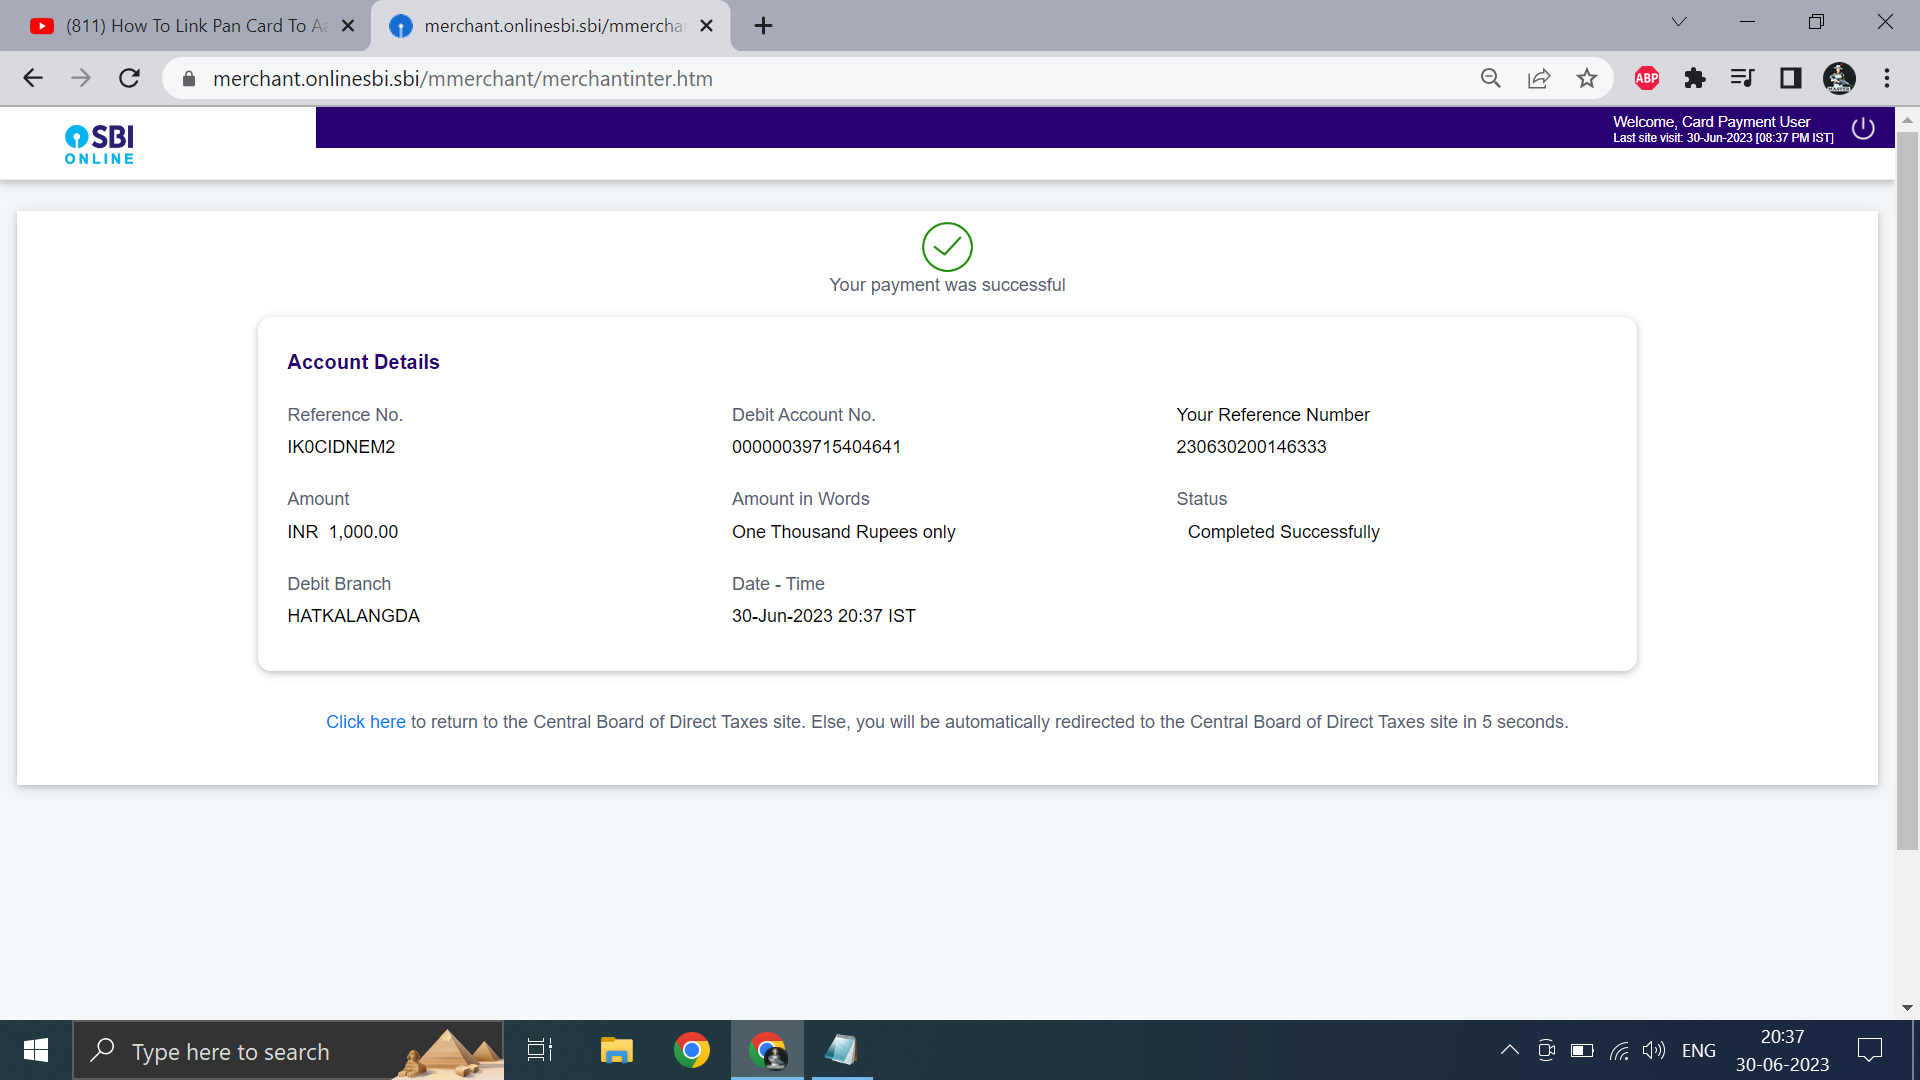 (811) How To Link Pan Card To Aa
merchant.onlinesbi.sbi/mmercha
merchant.onlinesbi.sbi/mmerchant/merchantinter.htm
ABP
SBI
ONLINE
Welcome, Card Payment User
Last site visit: 30-Jun-2023 [08:37 PM IST]
Your payment was successful
Account Details
Reference No.
Debit Account No.
Your Reference Number
IK0CIDNEM2
00000039715404641
230630200146333
Amount
Amount in Words
Status
INR 1,000.00
One Thousand Rupees only
Completed Successfully
Debit Branch
Date - Time
HATKALANGDA
30-Jun-2023 20:37 IST
Click here to return to the Central Board of Direct Taxes site. Else, you will be automatically redirected to the Central Board of Direct Taxes site in 5 seconds.
Type here to search
ENG
20:37
30-06-2023